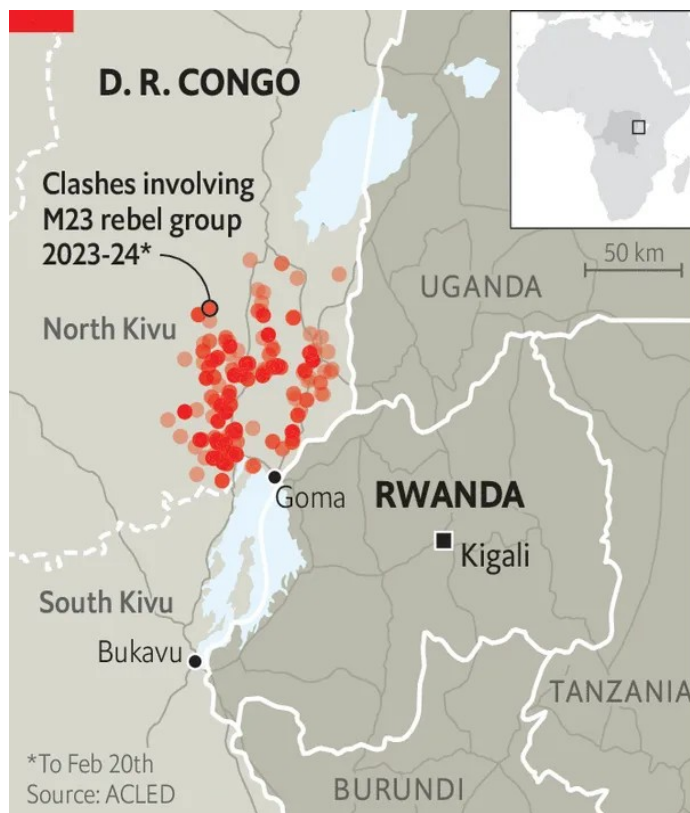 D. R. CONGO
Clashes involving
M23 rebel group
2023-24*
50 km
UGANDA
North Kivu
Goma
RWANDA
Kigali
South Kivu
Bukavu
TANZANIA
*To Feb 20th
Source: ACLED
BURUNDI